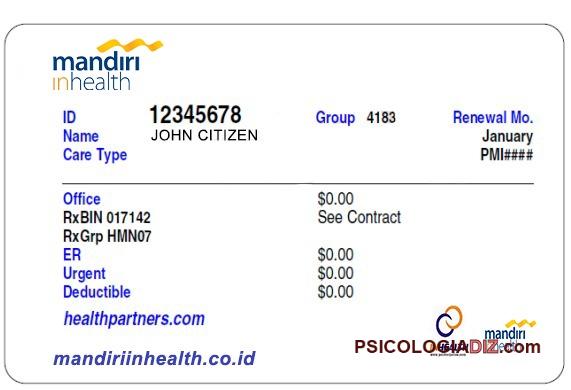 mandiri
inhealth
ID 12345678 Group 4183 Renewal Mo.
Name JOHN CITIZEN January
Care Type PMI####
Office $0.00
RxBIN 017142 See Contract
RxGrp HMN07
ER $0.00
Urgent $0.00
Deductible $0.00
healthpartners.com
mandiri
PSICOLOGIADIZ.com
mandiriinhealth.co.id